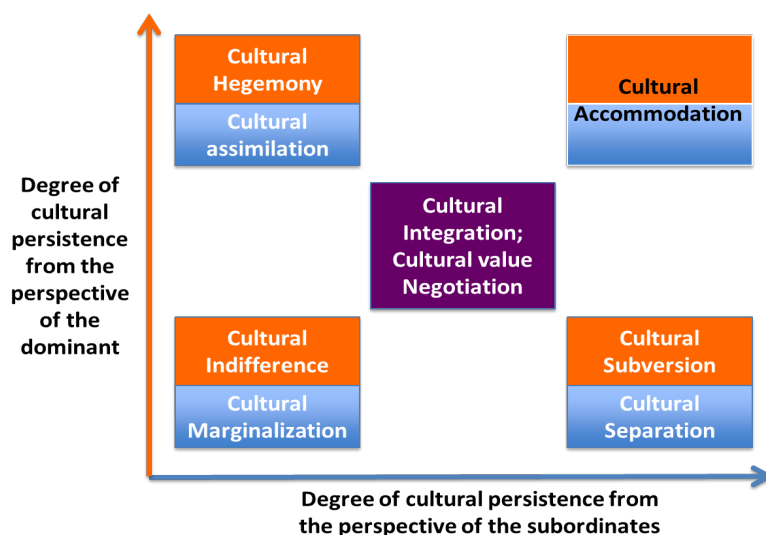 Cultural
Hegemony
Cultural
assimilation
Cultural
Accommodation
Degree of
cultural
persistence
from the
perspective
of the
dominant
Cultural
Integration;
Cultural value
Negotiation
Cultural
Indifference
Cultural
Marginalization
Cultural
Subversion
Cultural
Separation
Degree of cultural persistence from
the perspective of the subordinates